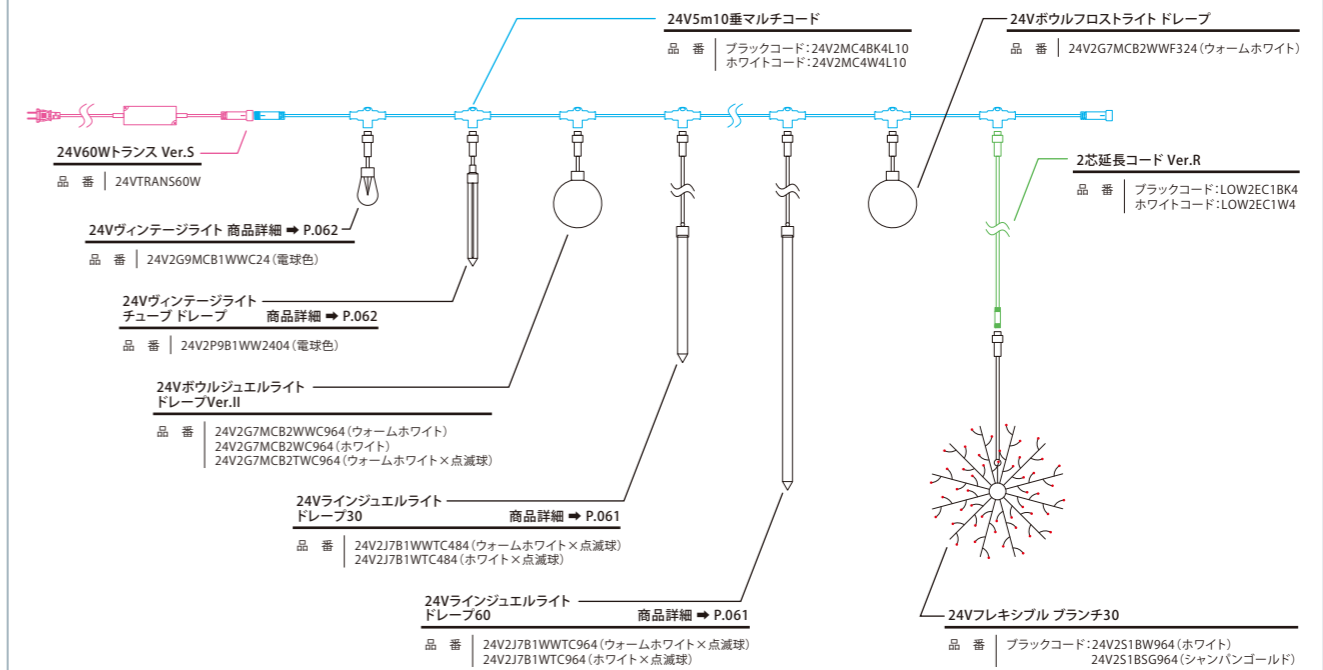 24V5m10垂マルチコード
品 番 ブラックコード:24V2MC4BK4L10
ホワイトコード:24V2MC4W4L10
24Vボウルフロストライト ドレープ
品 番 24V2G7MCB2WWF324(ウォームホワイト)
24V60Wトランス Ver.S
品 番 24VTRANS60W
2芯延長コード Ver.R
品 番 ブラックコード:LOW2EC1BK4
ホワイトコード:LOW2EC1W4
24Vヴィンテージライト 商品詳細 ➡ P.062
品 番 24V2G9MCB1WWC24(電球色)
24Vヴィンテージライト
チューブ ドレープ 商品詳細 ➡ P.062
品 番 24V2P9B1WW2404(電球色)
24Vボウルジュエルライト
ドレープVer.II
品 番 24V2G7MCB2WWC964(ウォームホワイト)
24V2G7MCB2WC964(ホワイト)
24V2G7MCB2TWC964(ウォームホワイト×点滅球)
24Vラインジュエルライト
ドレープ30 商品詳細 ➡ P.061
品 番 24V2J7B1WWTC484(ウォームホワイト×点滅球)
24V2J7B1WTC484(ホワイト×点滅球)
24Vラインジュエルライト
ドレープ60 商品詳細 ➡ P.061
品 番 24V2J7B1WWTC964(ウォームホワイト×点滅球)
24V2J7B1WTC964(ホワイト×点滅球)
24Vフレキシブル ブランチ30
品 番 ブラックコード:24V2S1BW964(ホワイト)
24V2S1BSG964(シャンパンゴールド)